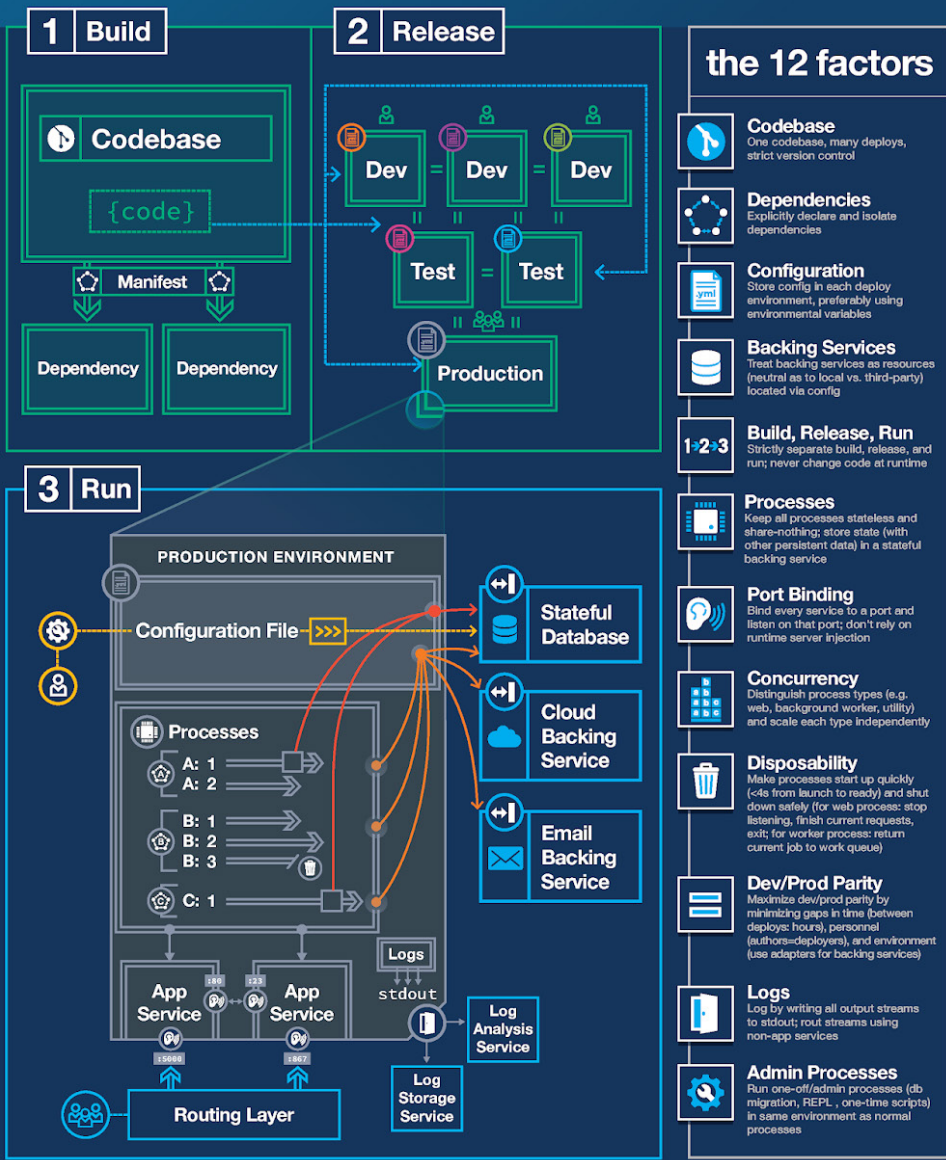 1 Build
Codebase
{code}
Manifest
Dependency
Dependency
2 Release
Dev = Dev = Dev
Test = Test
Production
3 Run
PRODUCTION ENVIRONMENT
Configuration File >>>
Stateful
Database
Cloud
Backing
Service
Email
Backing
Service
Processes
A
A: 1
A: 2
B
B: 1
B: 2
B: 3
C
C: 1
Logs
stdout
App
Service
:80
:23
App
Service
:5000
:867
Routing Layer
Log
Analysis
Service
Log
Storage
Service
the 12 factors
Codebase
One codebase, many deploys,
strict version control
Dependencies
Explicitly declare and isolate
dependencies
.yml
Configuration
Store config in each deploy
environment, preferably using
environmental variables
Backing Services
Treat backing services as resources
(neutral as to local vs. third-party)
located via config
1→2→3
Build, Release, Run
Strictly separate build, release, and
run; never change code at runtime
Processes
Keep all processes stateless and
share-nothing; store state (with
other persistent data) in a stateful
backing service
Port Binding
Bind every service to a port and
listen on that port; don't rely on
runtime server injection
b
a b
a b c
a b c
Concurrency
Distinguish process types (e.g.
web, background worker, utility)
and scale each type independently
Disposability
Make processes start up quickly
(<4s from launch to ready) and shut
down safely (for web process: stop
listening, finish current requests,
exit; for worker process: return
current job to work queue)
Dev/Prod Parity
Maximize dev/prod parity by
minimizing gaps in time (between
deploys: hours), personnel
(authors=deployers), and environment
(use adapters for backing services)
Logs
Log by writing all output streams
to stdout; rout streams using
non-app services
Admin Processes
Run one-off/admin processes (db
migration, REPL , one-time scripts)
in same environment as normal
processes